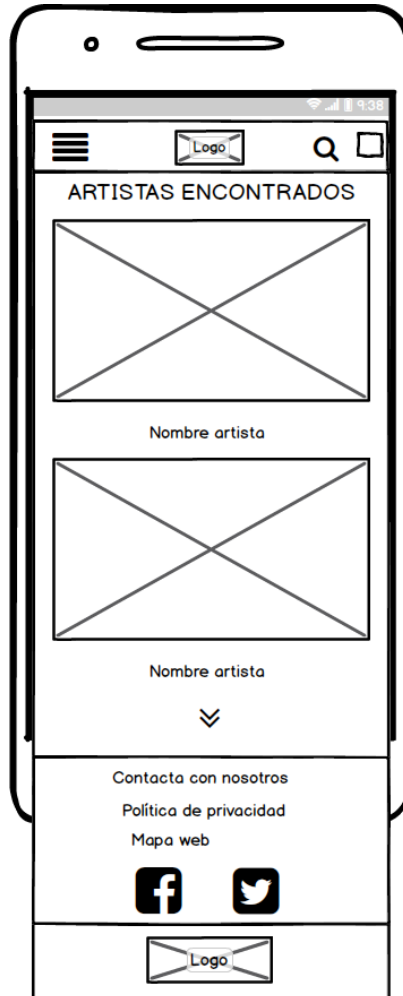 9:38
Logo
ARTISTAS ENCONTRADOS
Nombre artista
Nombre artista
Contacta con nosotros
Política de privacidad
Mapa web
Logo